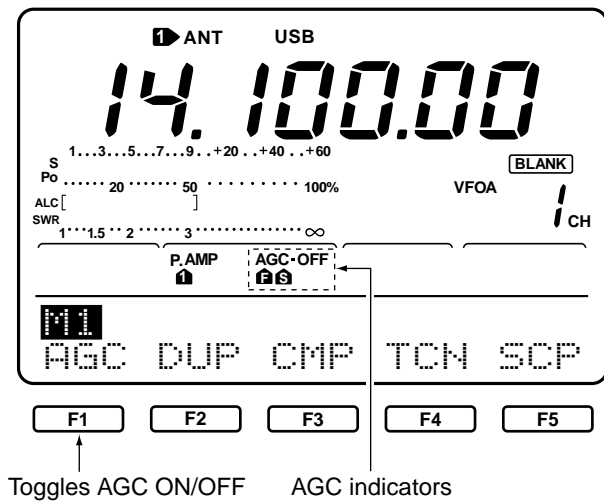 1 ANT USB
14.100.00
1...3...5...7...9..+20..+40..+60
S
Po 20 50 100%
BLANK
VFOA
1 CH
ALC
SWR
1 1.5 2 3 ∞
P.AMP AGC-OFF
1 F S
M1
AGC DUP CMP TCN SCP
F1 F2 F3 F4 F5
Toggles AGC ON/OFF AGC indicators